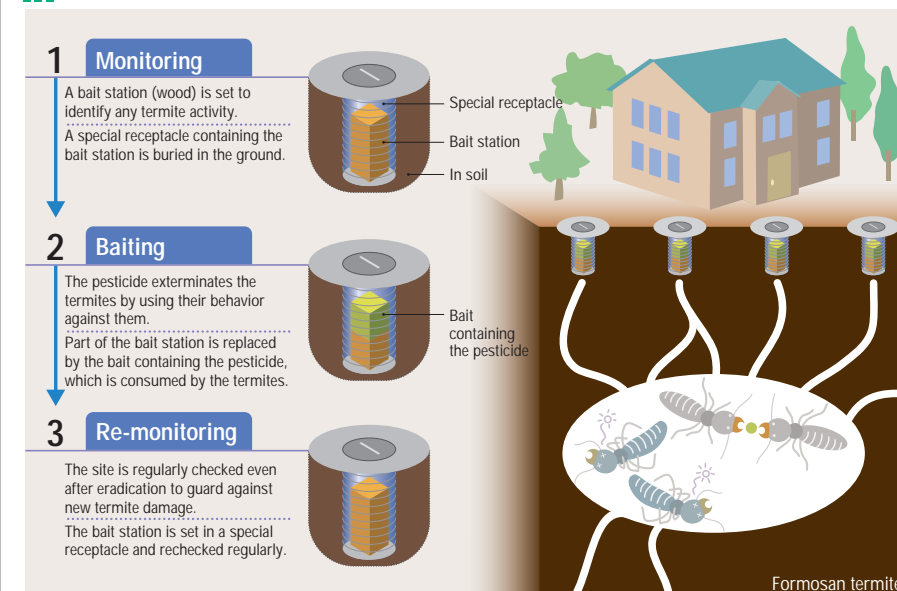 1 Monitoring
A bait station (wood) is set to
identify any termite activity.
A special receptacle containing the
bait station is buried in the ground.
Special receptacle
Bait station
In soil
2 Baiting
The pesticide exterminates the
termites by using their behavior
against them.
Part of the bait station is replaced
by the bait containing the pesticide,
which is consumed by the termites.
Bait
containing
the pesticide
3 Re-monitoring
The site is regularly checked even
after eradication to guard against
new termite damage.
The bait station is set in a special
receptacle and rechecked regularly.
Formosan termite